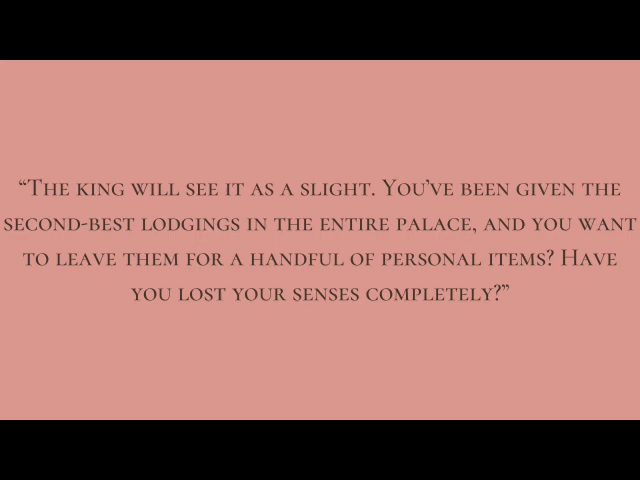 “The king will see it as a slight. You’ve been given the
second-best lodgings in the entire palace, and you want
to leave them for a handful of personal items? Have
you lost your senses completely?”